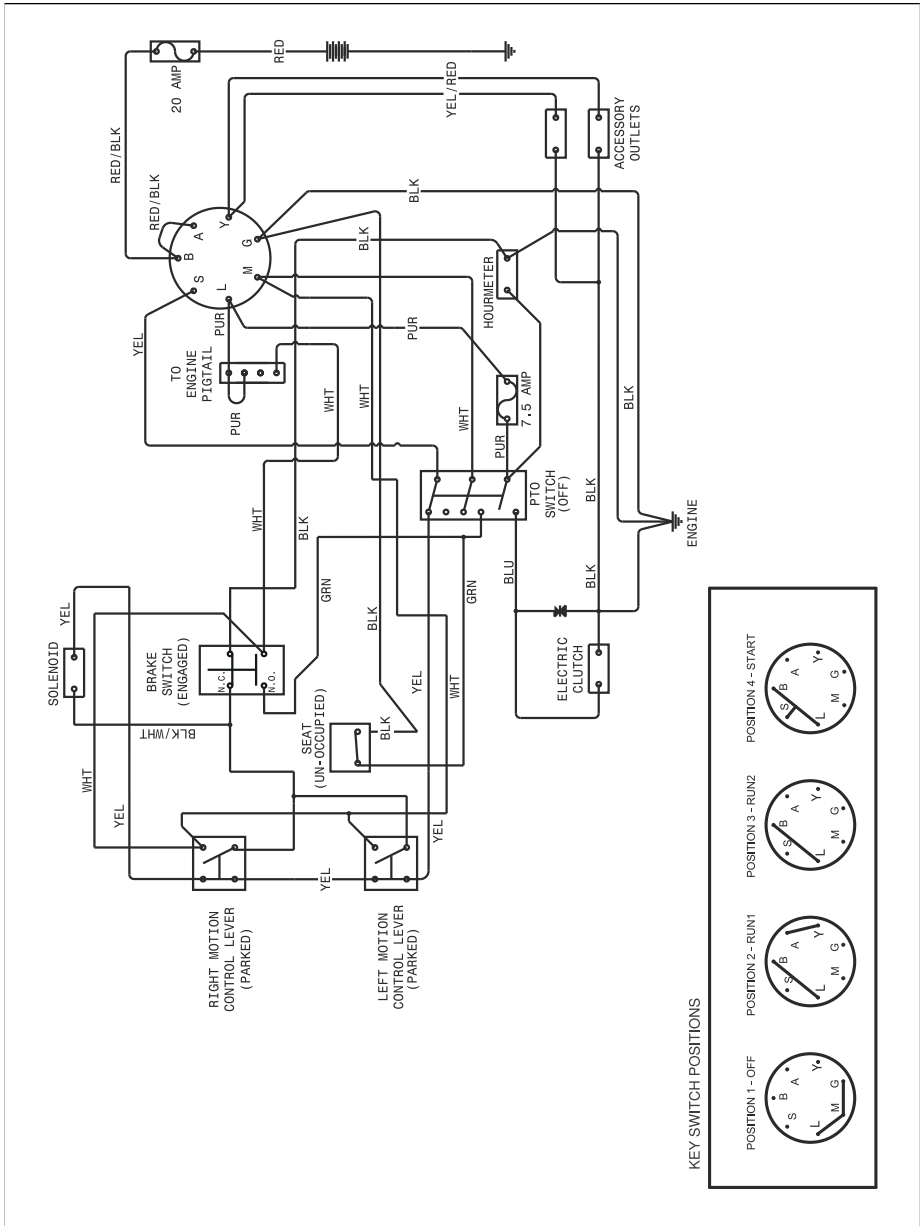 RED
20 AMP
RED/BLK
RED/BLK
YEL/RED
ACCESSORY
OUTLETS
BLK
S
B
A
Y
G
M
L
BLK
YEL
PUR
PUR
HOURMETER
TO
ENGINE
PIGTAIL
PUR
WHT
WHT
WHT
7.5 AMP
PUR
BLK
PTO
SWITCH
(OFF)
BLK
ENGINE
WHT
BLK
GRN
BLK
GRN
BLU
BLK
YEL
SOLENOID
BRAKE
SWITCH
(ENGAGED)
N.C.
N.O.
YEL
WHT
ELECTRIC
CLUTCH
BLK/WHT
SEAT
(UN-OCCUPIED)
BLK
WHT
YEL
YEL
YEL
RIGHT MOTION
CONTROL LEVER
(PARKED)
LEFT MOTION
CONTROL LEVER
(PARKED)
KEY SWITCH POSITIONS
POSITION 1 - OFF
S
B
A
Y
G
M
L
POSITION 2 - RUN1
S
B
A
Y
G
M
L
POSITION 3 - RUN2
S
B
A
Y
G
M
L
POSITION 4 - START
S
B
A
Y
G
M
L